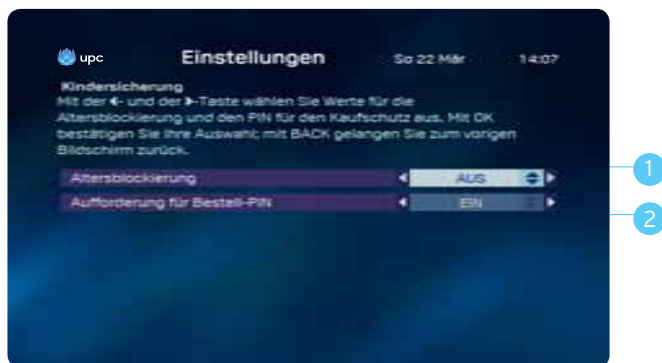 upc Einstellungen So 22 Mär 14:07
Kindersicherung
Mit der ◀- und der ▶-Taste wählen Sie Werte für die
Altersblockierung und den PIN für den Kaufschutz aus. Mit OK
bestätigen Sie Ihre Auswahl; mit BACK gelangen Sie zum vorigen
Bildschirm zurück.
Altersblockierung AUS
1
Aufforderung für Bestell-PIN EIN
2